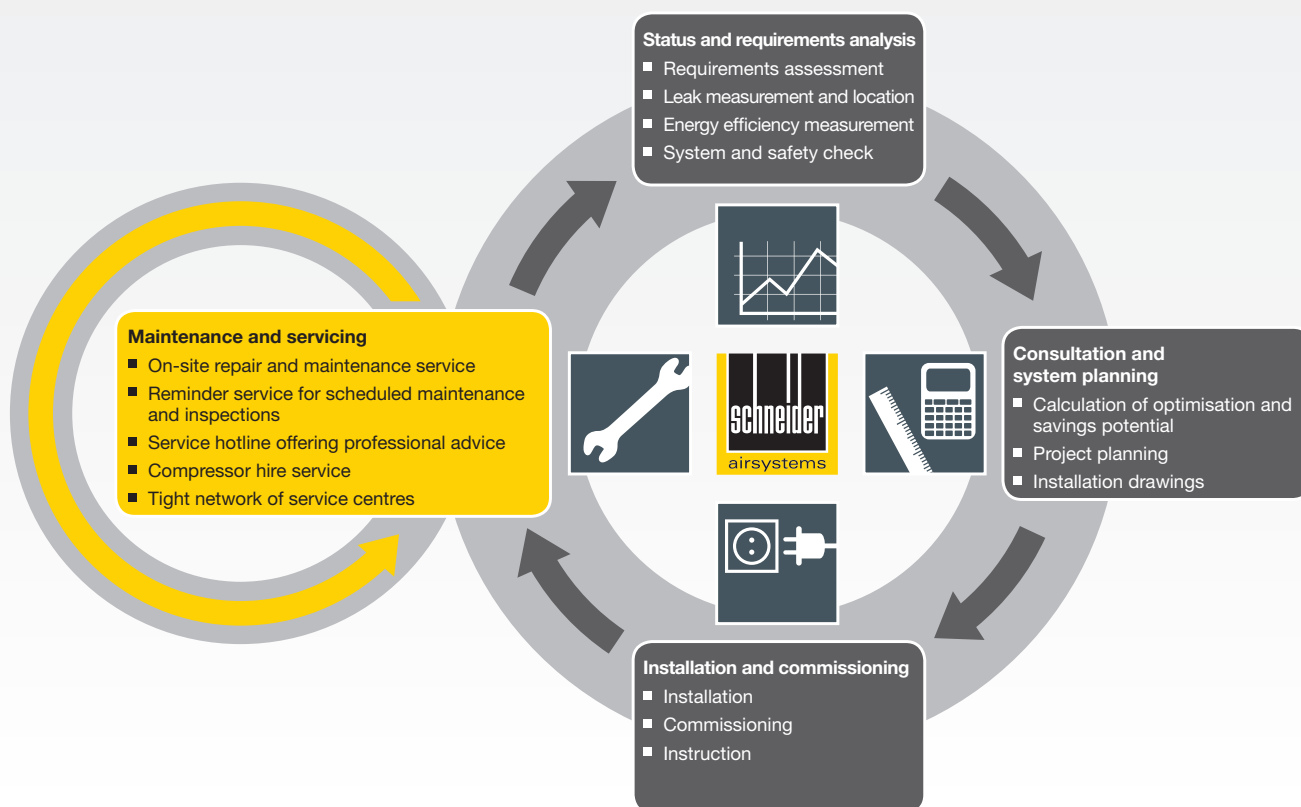 Status and requirements analysis
Requirements assessment
Leak measurement and location
Energy efficiency measurement
System and safety check
Maintenance and servicing
On-site repair and maintenance service
Reminder service for scheduled maintenance
and inspections
Service hotline offering professional advice
Compressor hire service
Tight network of service centres
schneider
airsystems
Consultation and
system planning
Calculation of optimisation and
savings potential
Project planning
Installation drawings
Installation and commissioning
Installation
Commissioning
Instruction